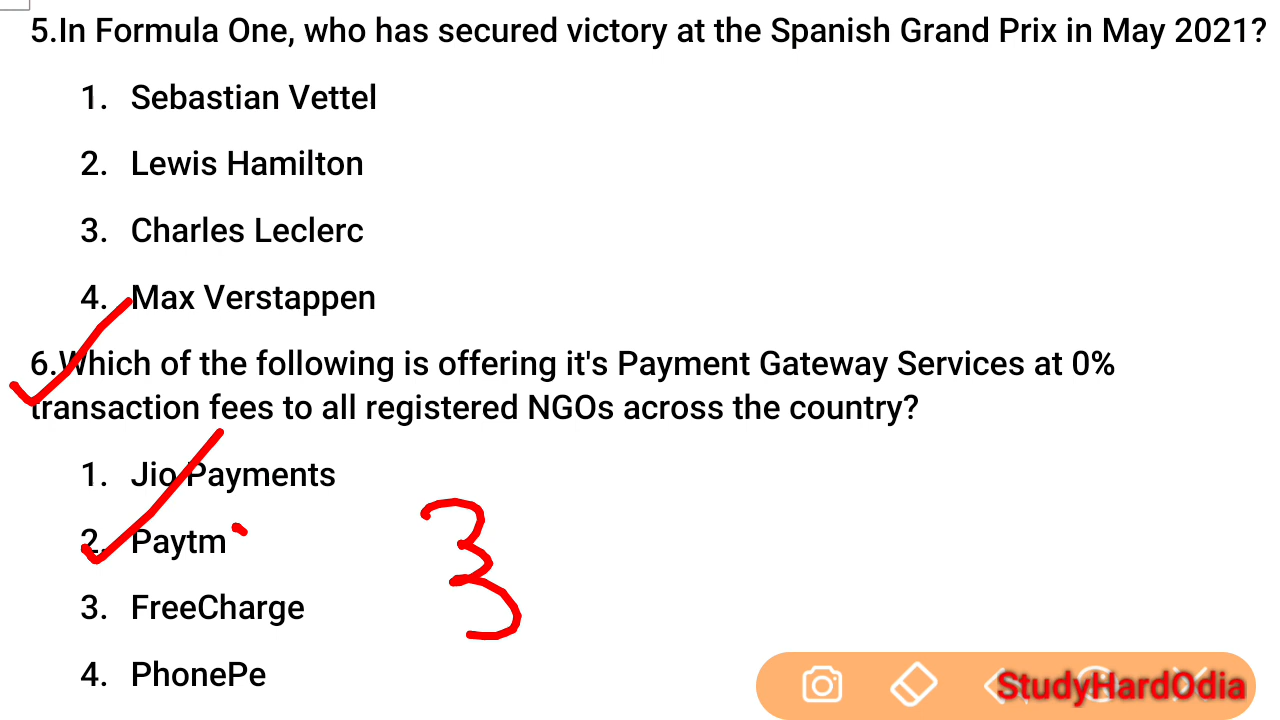 5.In Formula One, who has secured victory at the Spanish Grand Prix in May 2021?
1. Sebastian Vettel
2. Lewis Hamilton
3. Charles Leclerc
4. Max Verstappen
6.Which of the following is offering it's Payment Gateway Services at 0%
transaction fees to all registered NGOs across the country?
1. Jio Payments
2. Paytm
3
3. FreeCharge
4. PhonePe
StudyHardOdia